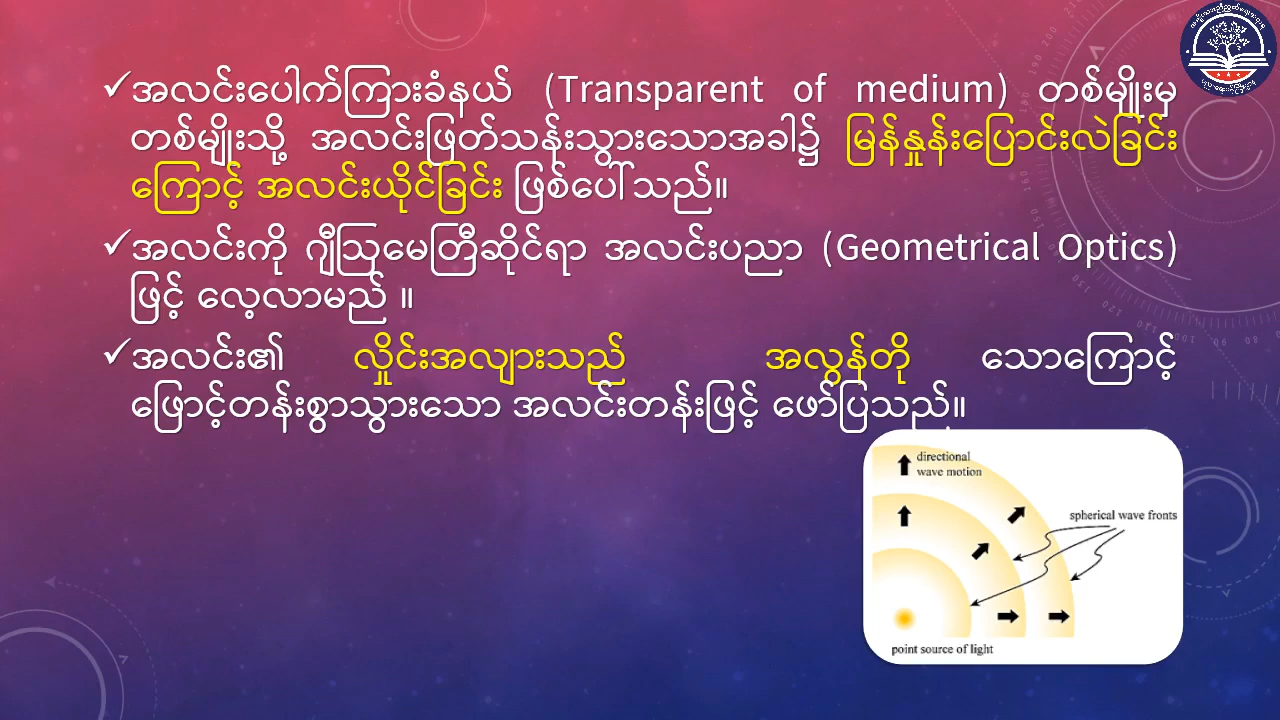 ✓အလင်းပေါက်ကြားခံနယ် (Transparent of medium) တစ်မျိုးမှ
တစ်မျိုးသို့ အလင်းဖြတ်သန်းသွားသောအခါ၌ မြန်နှုန်းပြောင်းလဲခြင်း
ကြောင့် အလင်းယိုင်ခြင်း ဖြစ်ပေါ်သည်။
✓အလင်းကို ဂျီဩမေတြီဆိုင်ရာ အလင်းပညာ (Geometrical Optics)
ဖြင့် လေ့လာမည် ။
✓အလင်း၏ လှိုင်းအလျားသည် အလွန်တို သောကြောင့်
ဖြောင့်တန်းစွာသွားသော အလင်းတန်းဖြင့် ဖော်ပြသည်။
directional
wave motion
spherical wave fronts
point source of light